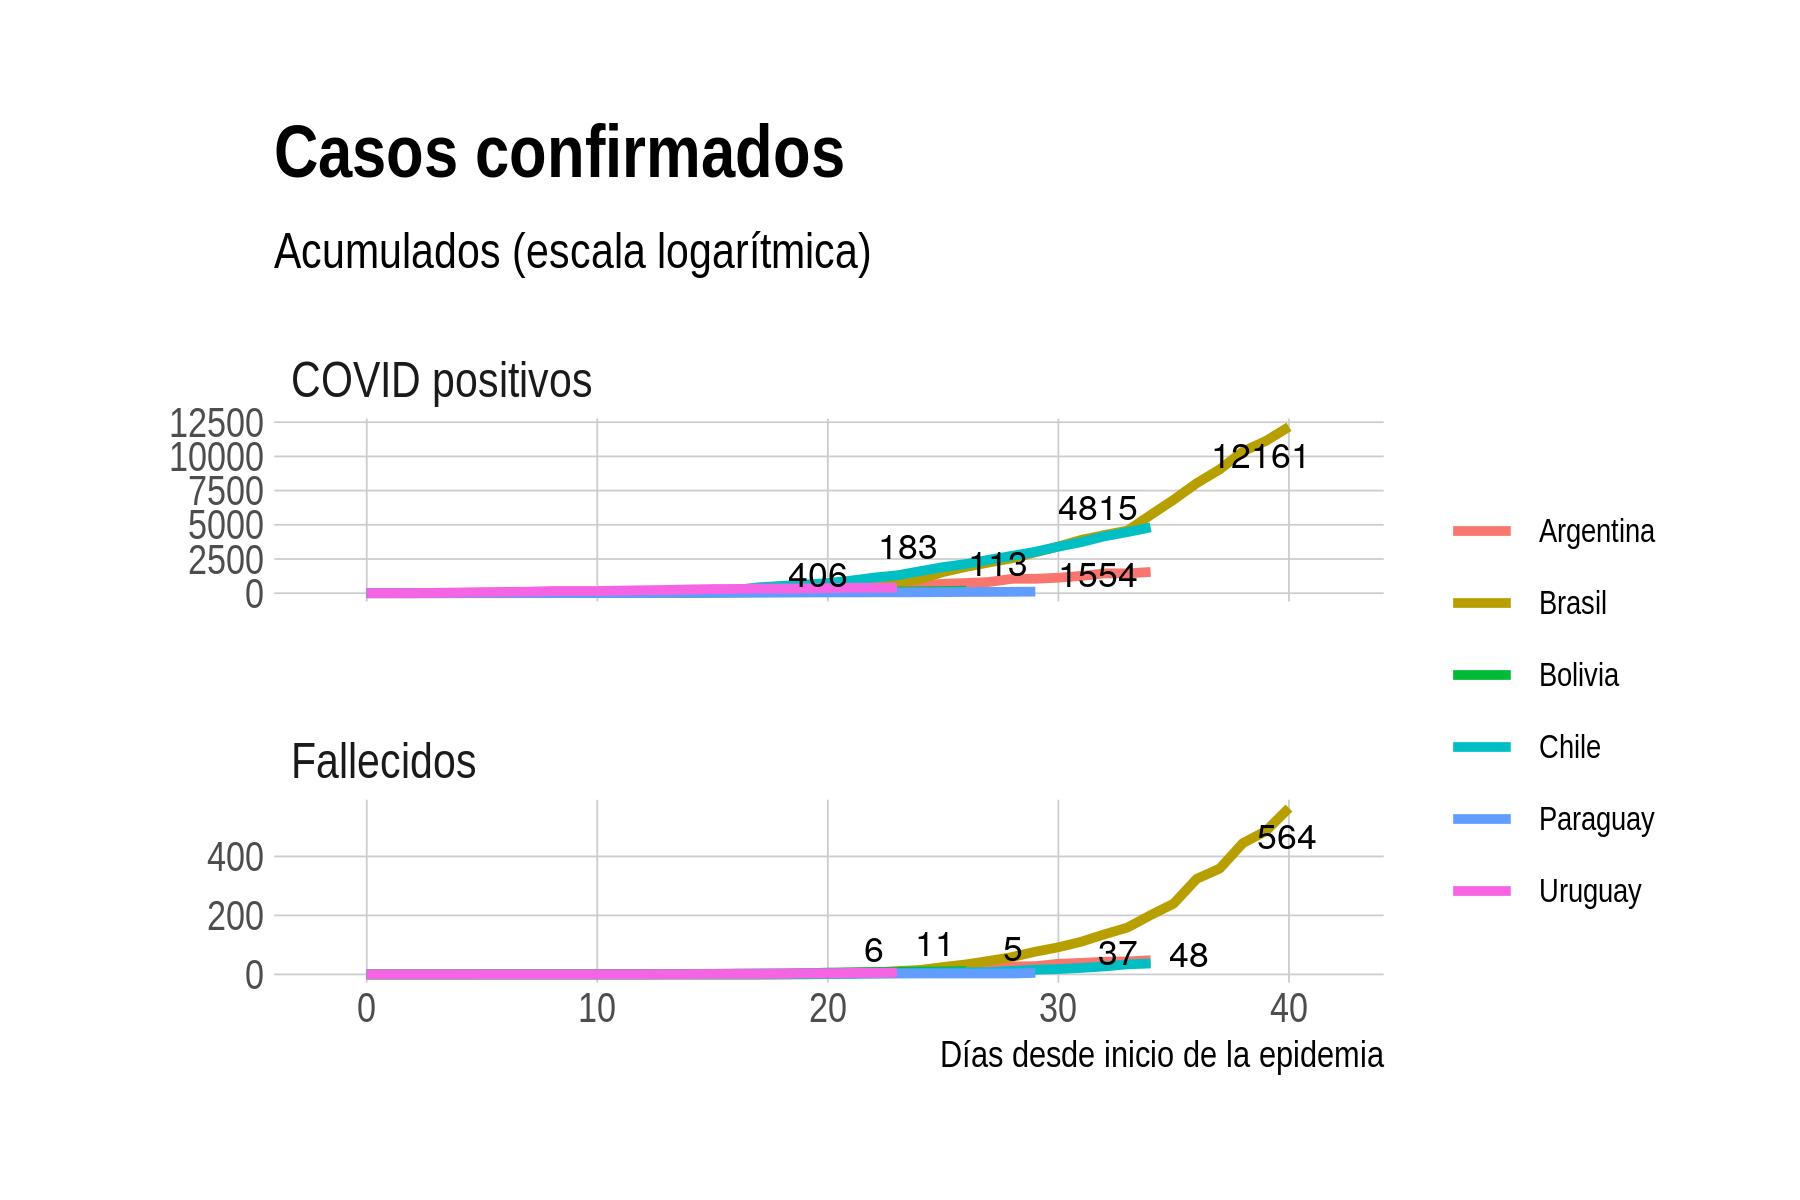 Casos confirmados
Acumulados (escala logarítmica)
COVID positivos
12500
10000
7500
5000
2500
0
12161
4815
183
113
406
1554
Argentina
Brasil
Bolivia
Chile
Paraguay
Uruguay
Fallecidos
400
200
0
564
6
11
5
37
48
0 10 20 30 40
Días desde inicio de la epidemia